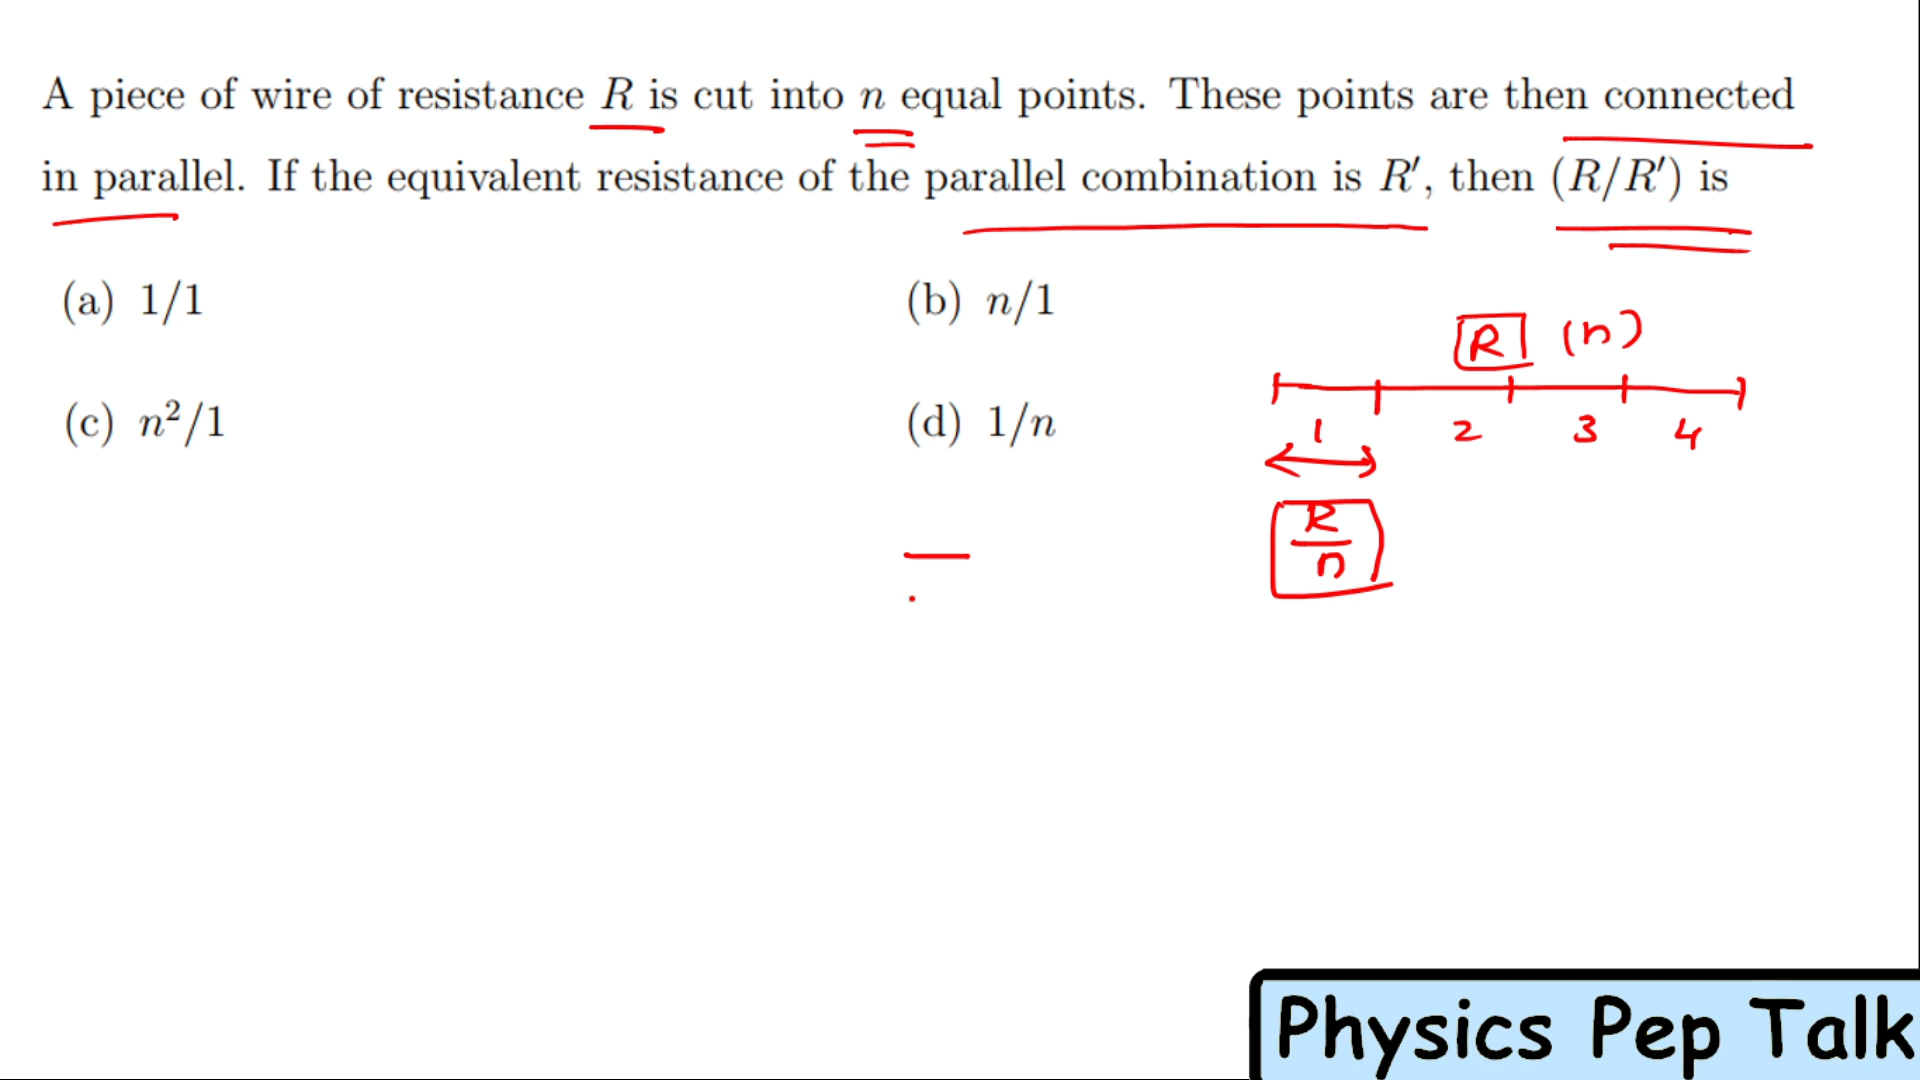 A piece of wire of resistance R is cut into n equal points. These points are then connected
in parallel. If the equivalent resistance of the parallel combination is R′, then (R/R′) is
(a) 1/1
(b) n/1
R (n)
(c) n²/1
(d) 1/n
1 2 3 4
R
n
Physics Pep Talk